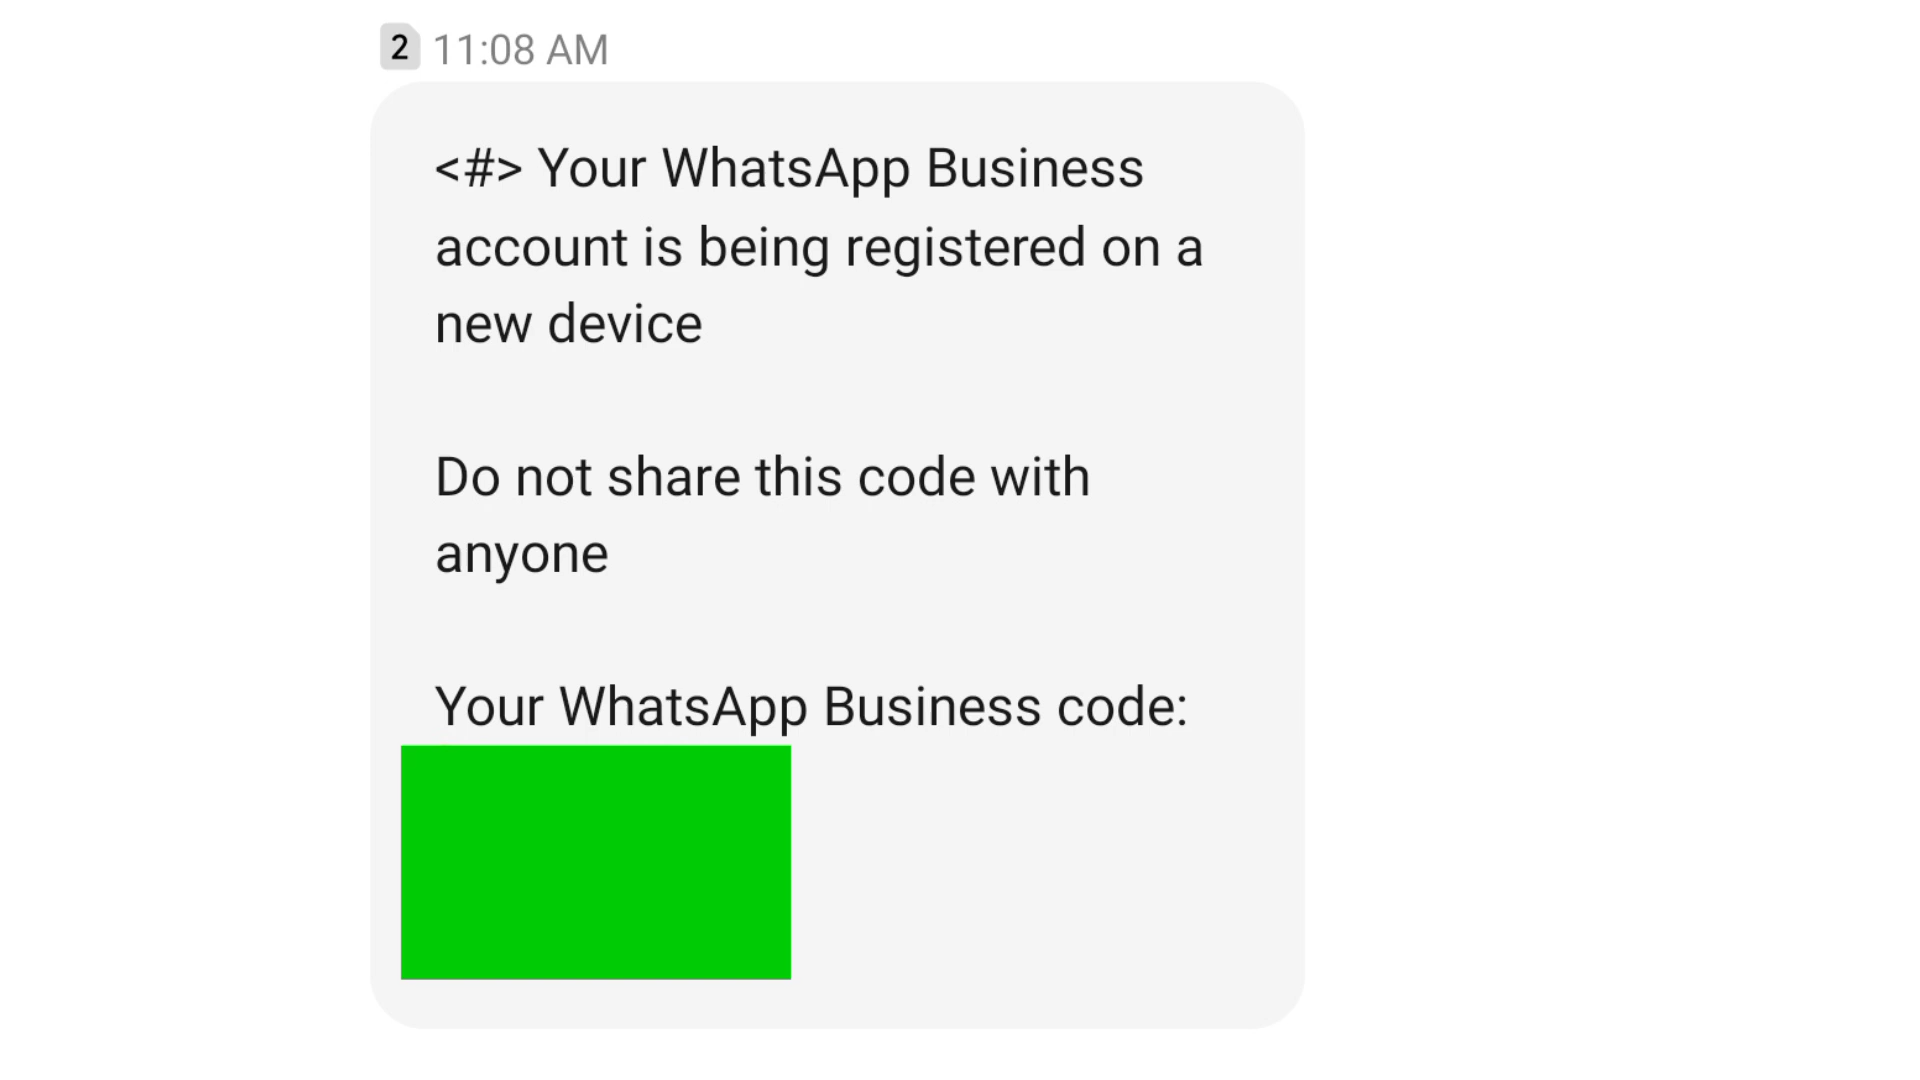 2 11:08 AM
<#> Your WhatsApp Business
account is being registered on a
new device
Do not share this code with
anyone
Your WhatsApp Business code: